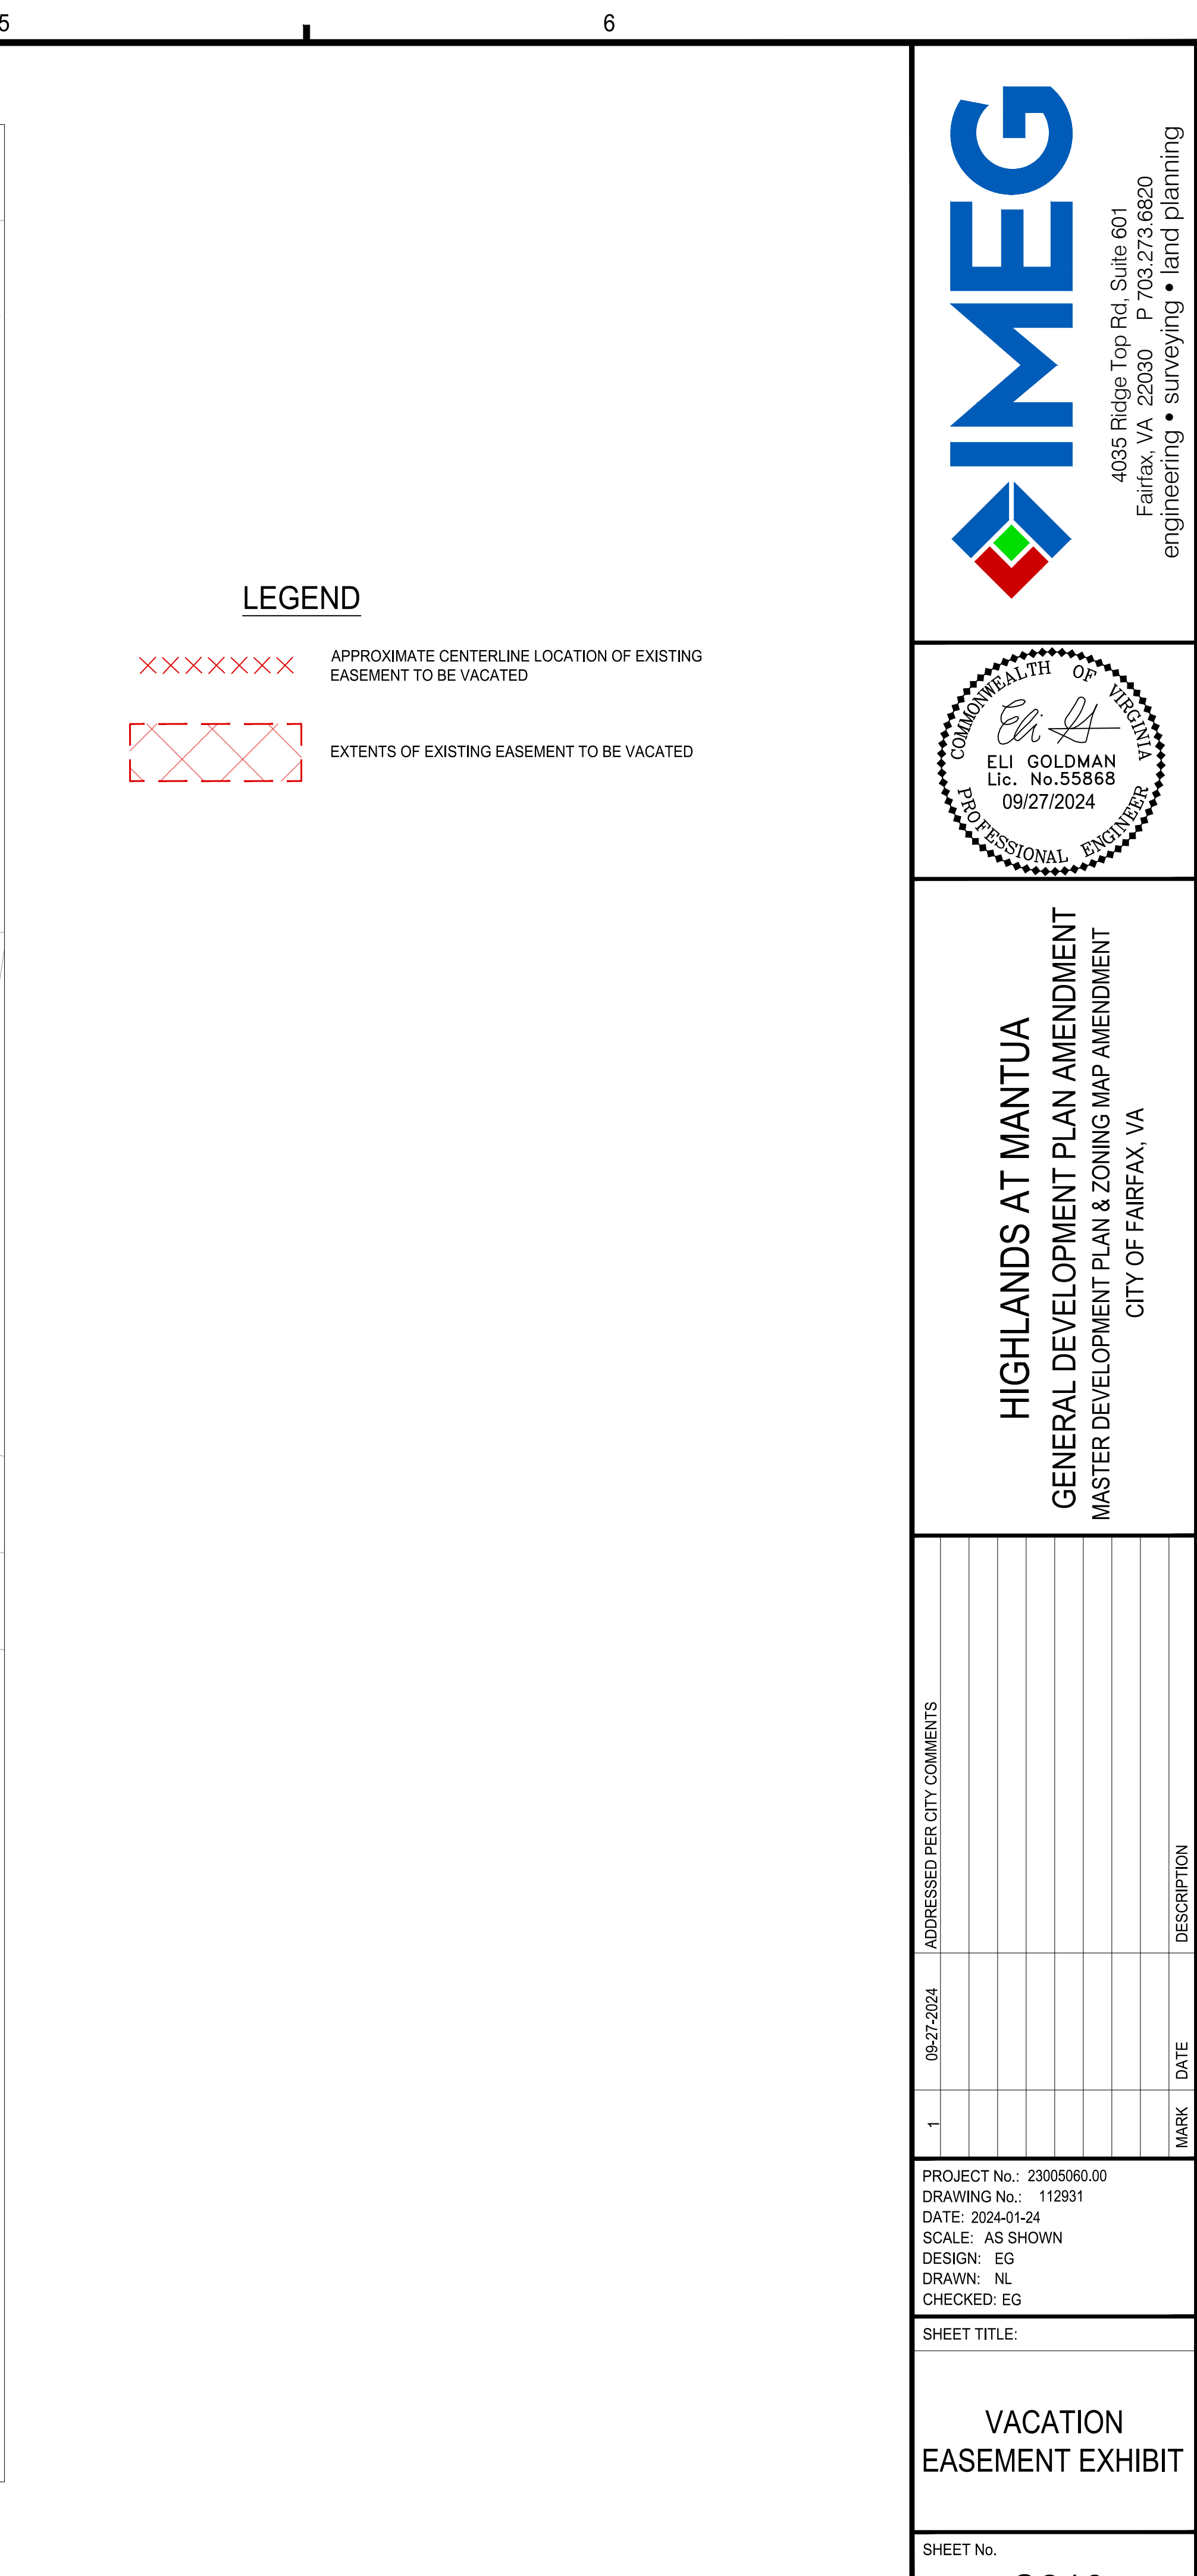 5
6
IMEG
4035 Ridge Top Rd, Suite 601
Fairfax, VA 22030 P 703.273.6820
engineering • surveying • land planning
LEGEND
APPROXIMATE CENTERLINE LOCATION OF EXISTING
EASEMENT TO BE VACATED
EXTENTS OF EXISTING EASEMENT TO BE VACATED
COMMONWEALTH OF VIRGINIA
ELI GOLDMAN
Lic. No.55868
09/27/2024
PROFESSIONAL ENGINEER
HIGHLANDS AT MANTUA
GENERAL DEVELOPMENT PLAN AMENDMENT
MASTER DEVELOPMENT PLAN & ZONING MAP AMENDMENT
CITY OF FAIRFAX, VA
1 09-27-2024 ADDRESSED PER CITY COMMENTS
MARK DATE DESCRIPTION
PROJECT No.: 23005060.00
DRAWING No.: 112931
DATE: 2024-01-24
SCALE: AS SHOWN
DESIGN: EG
DRAWN: NL
CHECKED: EG
SHEET TITLE:
VACATION
EASEMENT EXHIBIT
SHEET No.